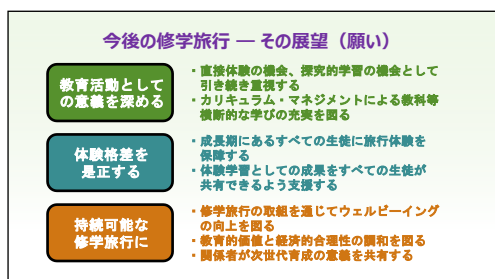 今後の修学旅行 ― その展望（願い）
教育活動として
の意義を深める
・直接体験の機会、探究的学習の機会として
引き続き重視する
・カリキュラム・マネジメントによる教科等
横断的な学びの充実を図る
体験格差を
是正する
・成長期にあるすべての生徒に旅行体験を
保障する
・体験学習としての成果をすべての生徒が
共有できるよう支援する
持続可能な
修学旅行に
・修学旅行の取組を通じてウェルビーイング
の向上を図る
・教育的価値と経済的合理性の調和を図る
・関係者が次世代育成の意義を共有する